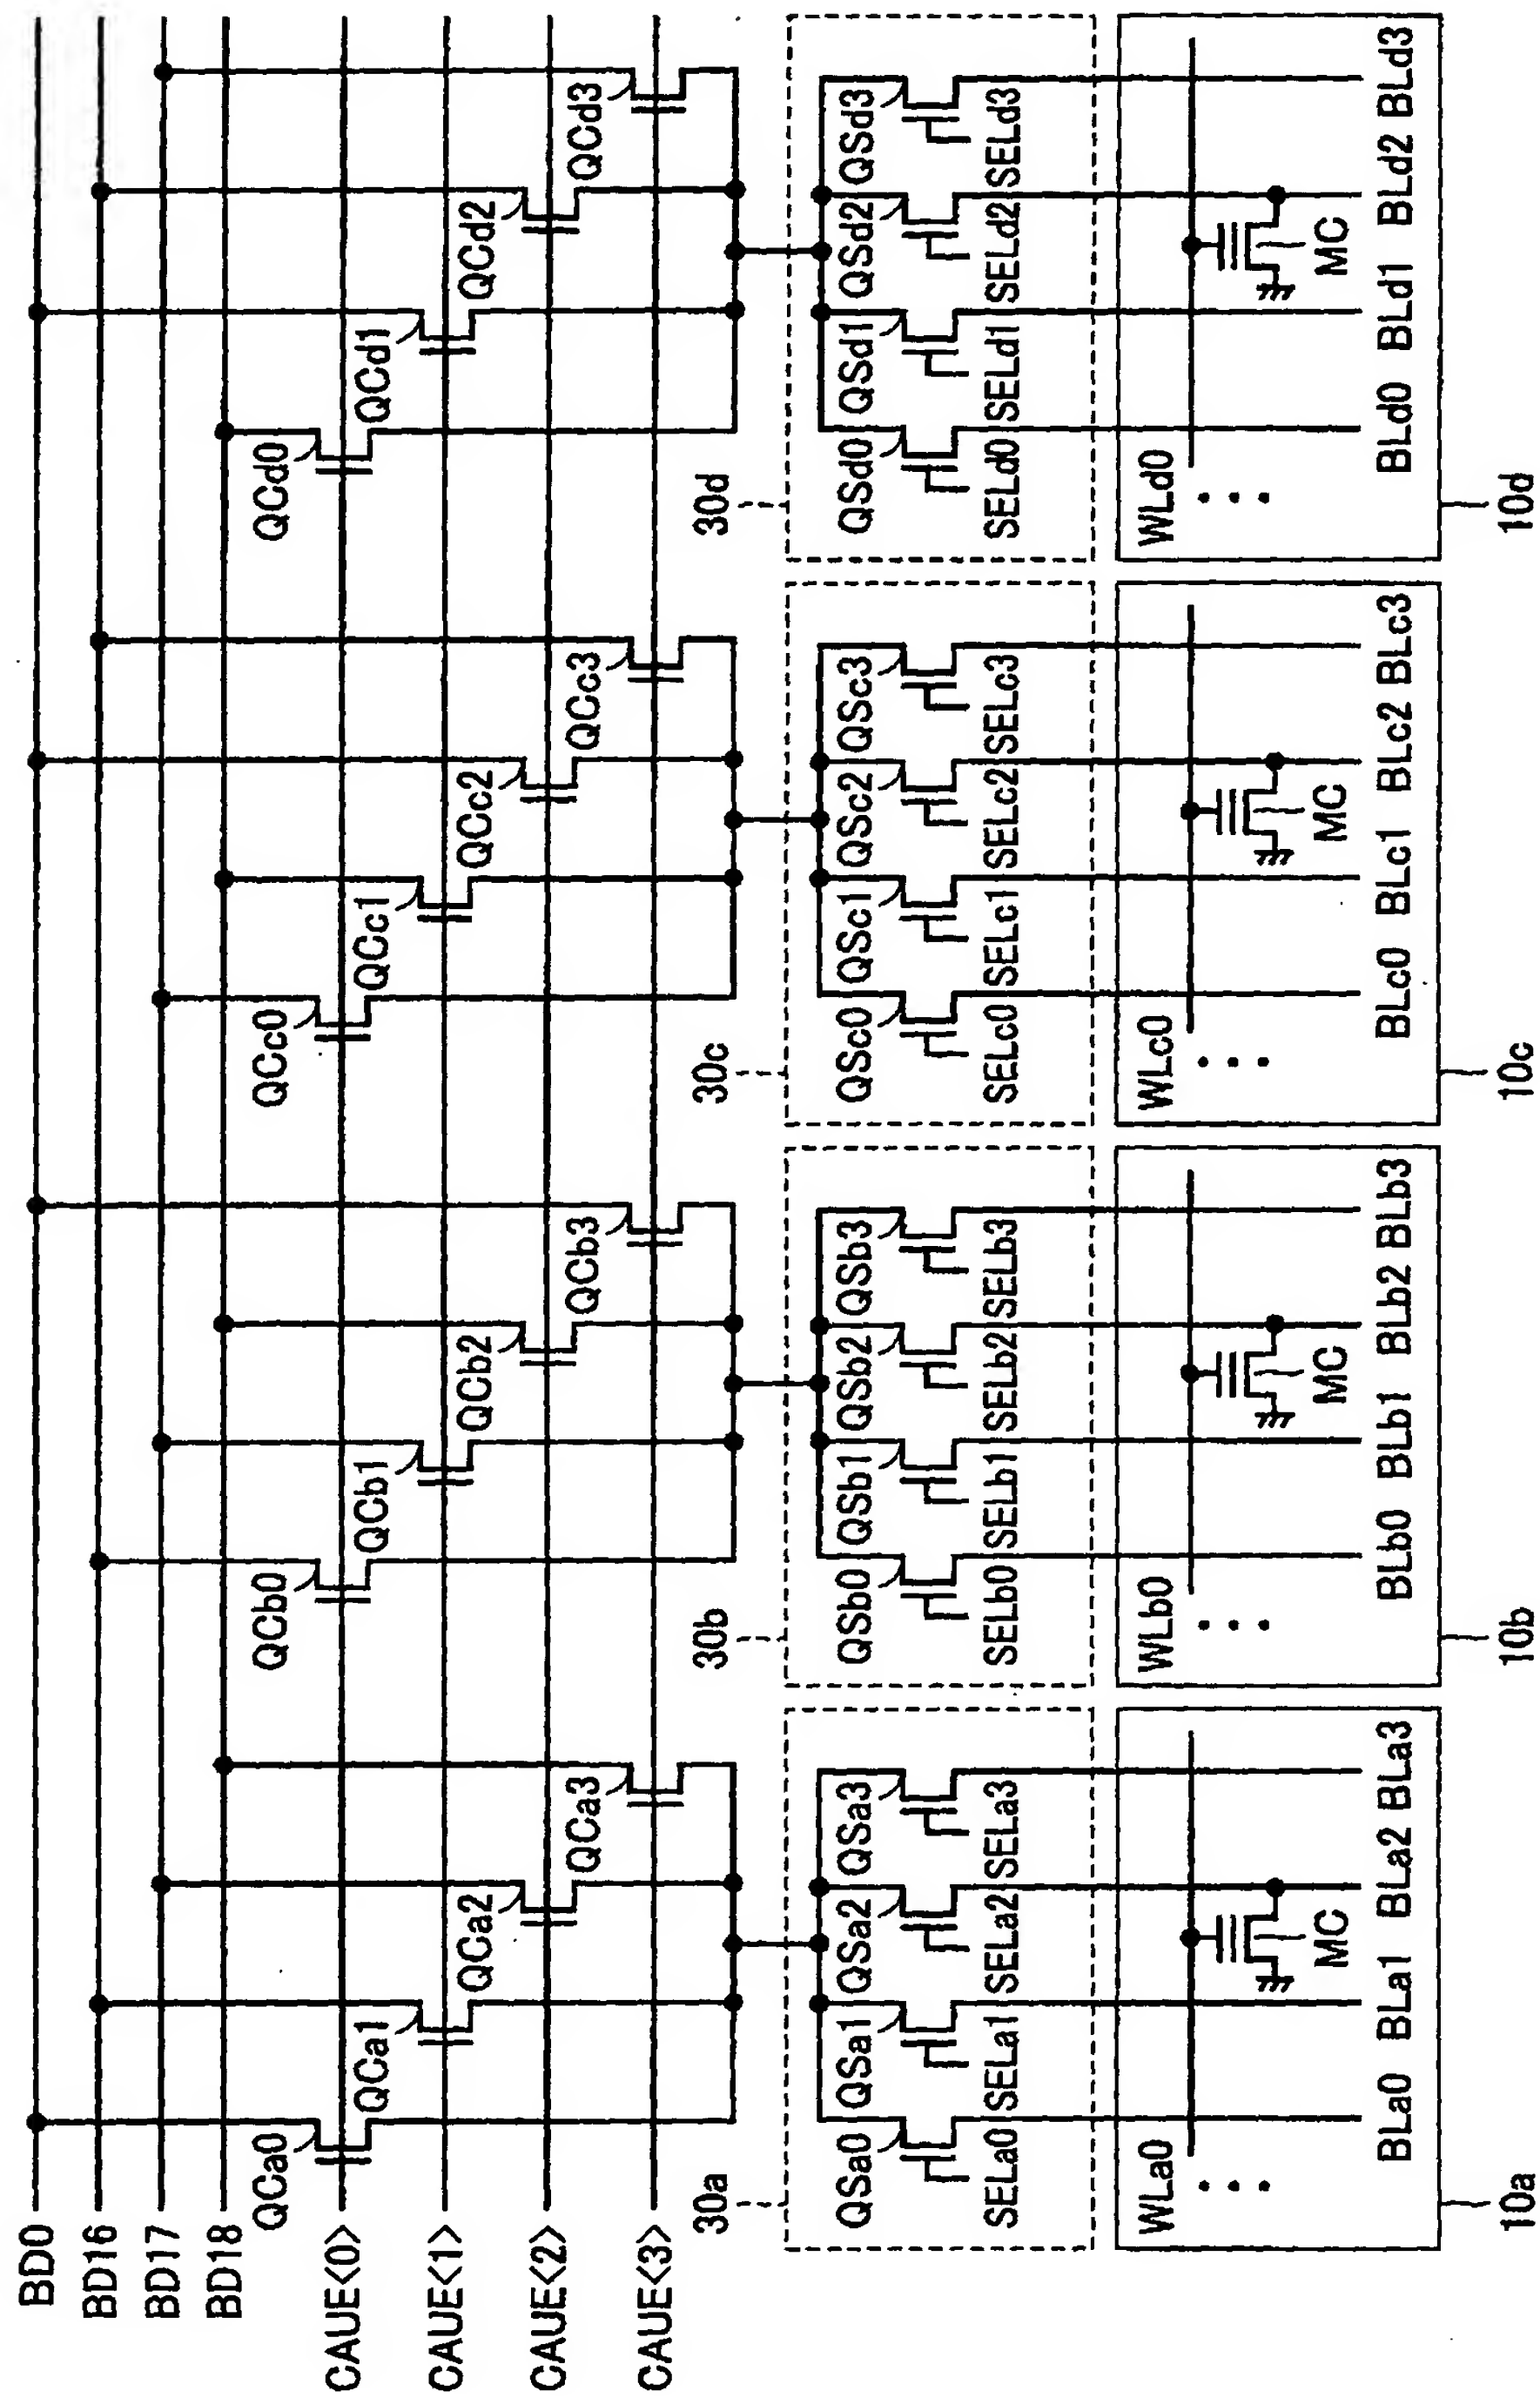 BD0
BD16
BD17
BD18
CAUE<0>
CAUE<1>
CAUE<2>
CAUE<3>
QCa0
QCa1
QCa2
QCa3
QCb0
QCb1
QCb2
QCb3
QCc0
QCc1
QCc2
QCc3
QCd0
QCd1
QCd2
QCd3
30a
30b
30c
30d
QSa0 QSa1 QSa2 QSa3
QSb0 QSb1 QSb2 QSb3
QSc0 QSc1 QSc2 QSc3
QSd0 QSd1 QSd2 QSd3
SELa0 SELa1 SELa2 SELa3
SELb0 SELb1 SELb2 SELb3
SELc0 SELc1 SELc2 SELc3
SELd0 SELd1 SELd2 SELd3
WLa0
WLb0
WLc0
WLd0
MC
MC
MC
MC
BLa0 BLa1 BLa2 BLa3
BLb0 BLb1 BLb2 BLb3
BLc0 BLc1 BLc2 BLc3
BLd0 BLd1 BLd2 BLd3
10a
10b
10c
10d